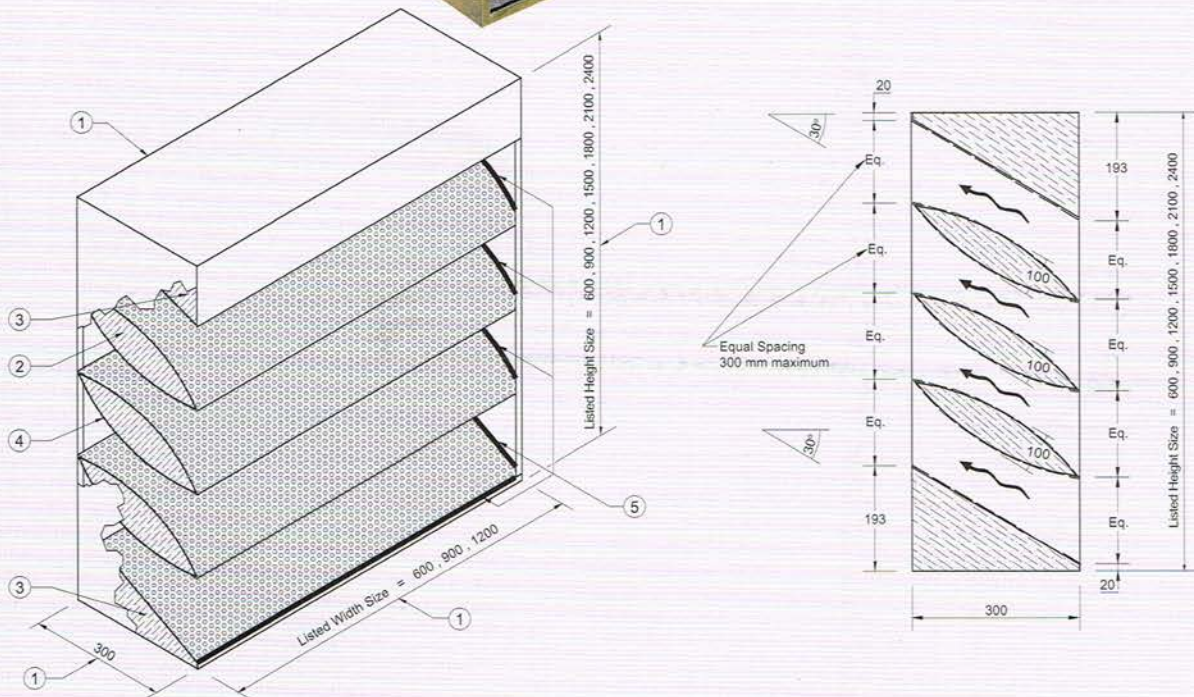 1
3
2
4
3
300
1
Listed Width Size = 600 , 900 , 1200
1
5
Listed Height Size = 600 , 900 , 1200 , 1500 , 1800 , 2100 , 2400
1
20
30°
Eq.
Eq.
Eq.
Eq.
193
Equal Spacing
300 mm maximum
30°
100
100
100
193
Eq.
Eq.
Eq.
Eq.
20
300
Listed Height Size = 600 , 900 , 1200 , 1500 , 1800 , 2100 , 2400